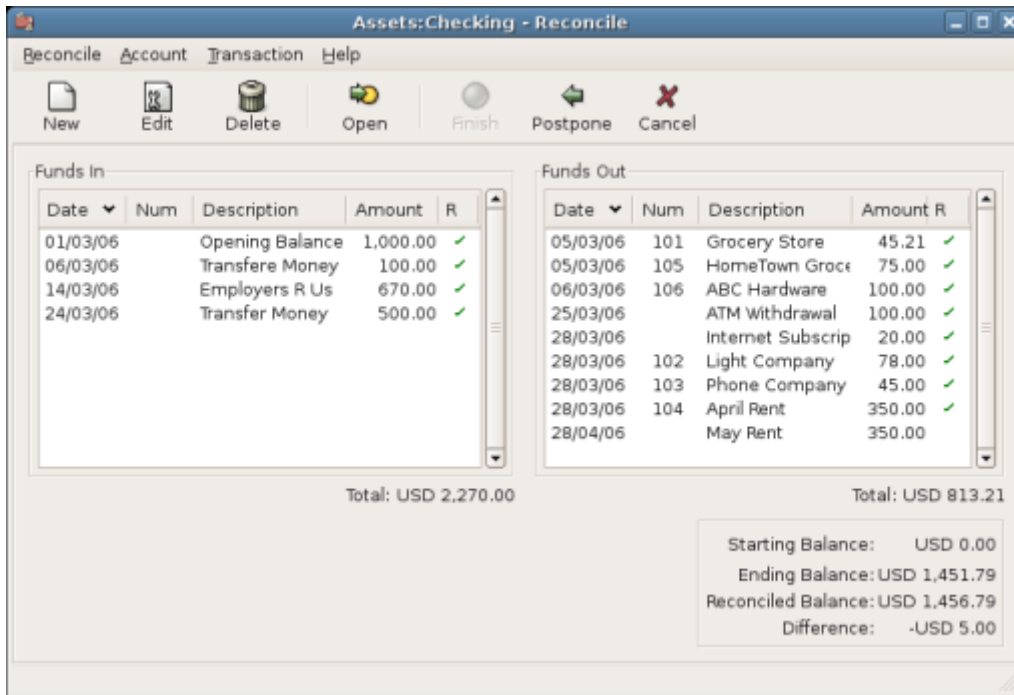 Assets:Checking - Reconcile
Reconcile Account Transaction Help
New Edit Delete Open Finish Postpone Cancel
Funds In
Date Num Description Amount R
01/03/06 Opening Balance 1,000.00
06/03/06 Transfere Money 100.00
14/03/06 Employers R Us 670.00
24/03/06 Transfer Money 500.00
Total: USD 2,270.00
Funds Out
Date Num Description Amount R
05/03/06 101 Grocery Store 45.21
05/03/06 105 HomeTown Groce 75.00
06/03/06 106 ABC Hardware 100.00
25/03/06 ATM Withdrawal 100.00
28/03/06 Internet Subscrip 20.00
28/03/06 102 Light Company 78.00
28/03/06 103 Phone Company 45.00
28/03/06 104 April Rent 350.00
28/04/06 May Rent 350.00
Total: USD 813.21
Starting Balance: USD 0.00
Ending Balance: USD 1,451.79
Reconciled Balance: USD 1,456.79
Difference: -USD 5.00